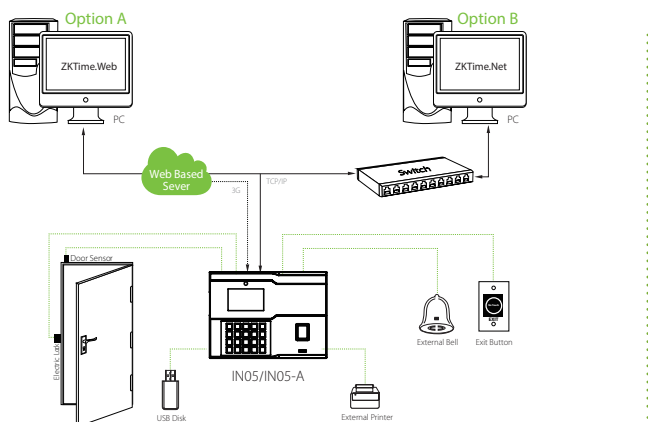 Option A
Option B
ZKTime.Web
ZKTime.Net
PC
PC
Web Based
Sever
3G
TCP/IP
Switch
Door Sensor
Electric Lock
IN05/IN05-A
External Bell
Exit Button
EXIT
USB Disk
External Printer